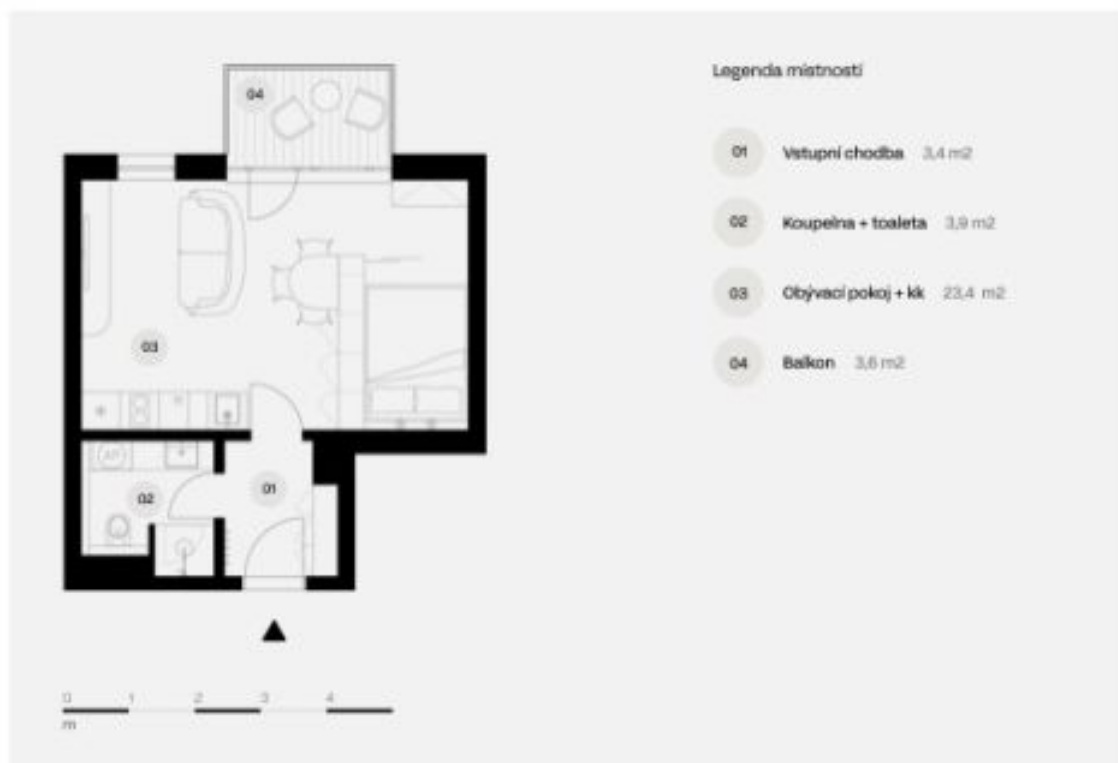 Legenda místností
01 Vstupní chodba 3,4 m2
02 Koupelna + toaleta 3,9 m2
03 Obývací pokoj + kk 23,4 m2
04 Balkon 3,6 m2
04
03
AP
02
01
0 1 2 3 4
m